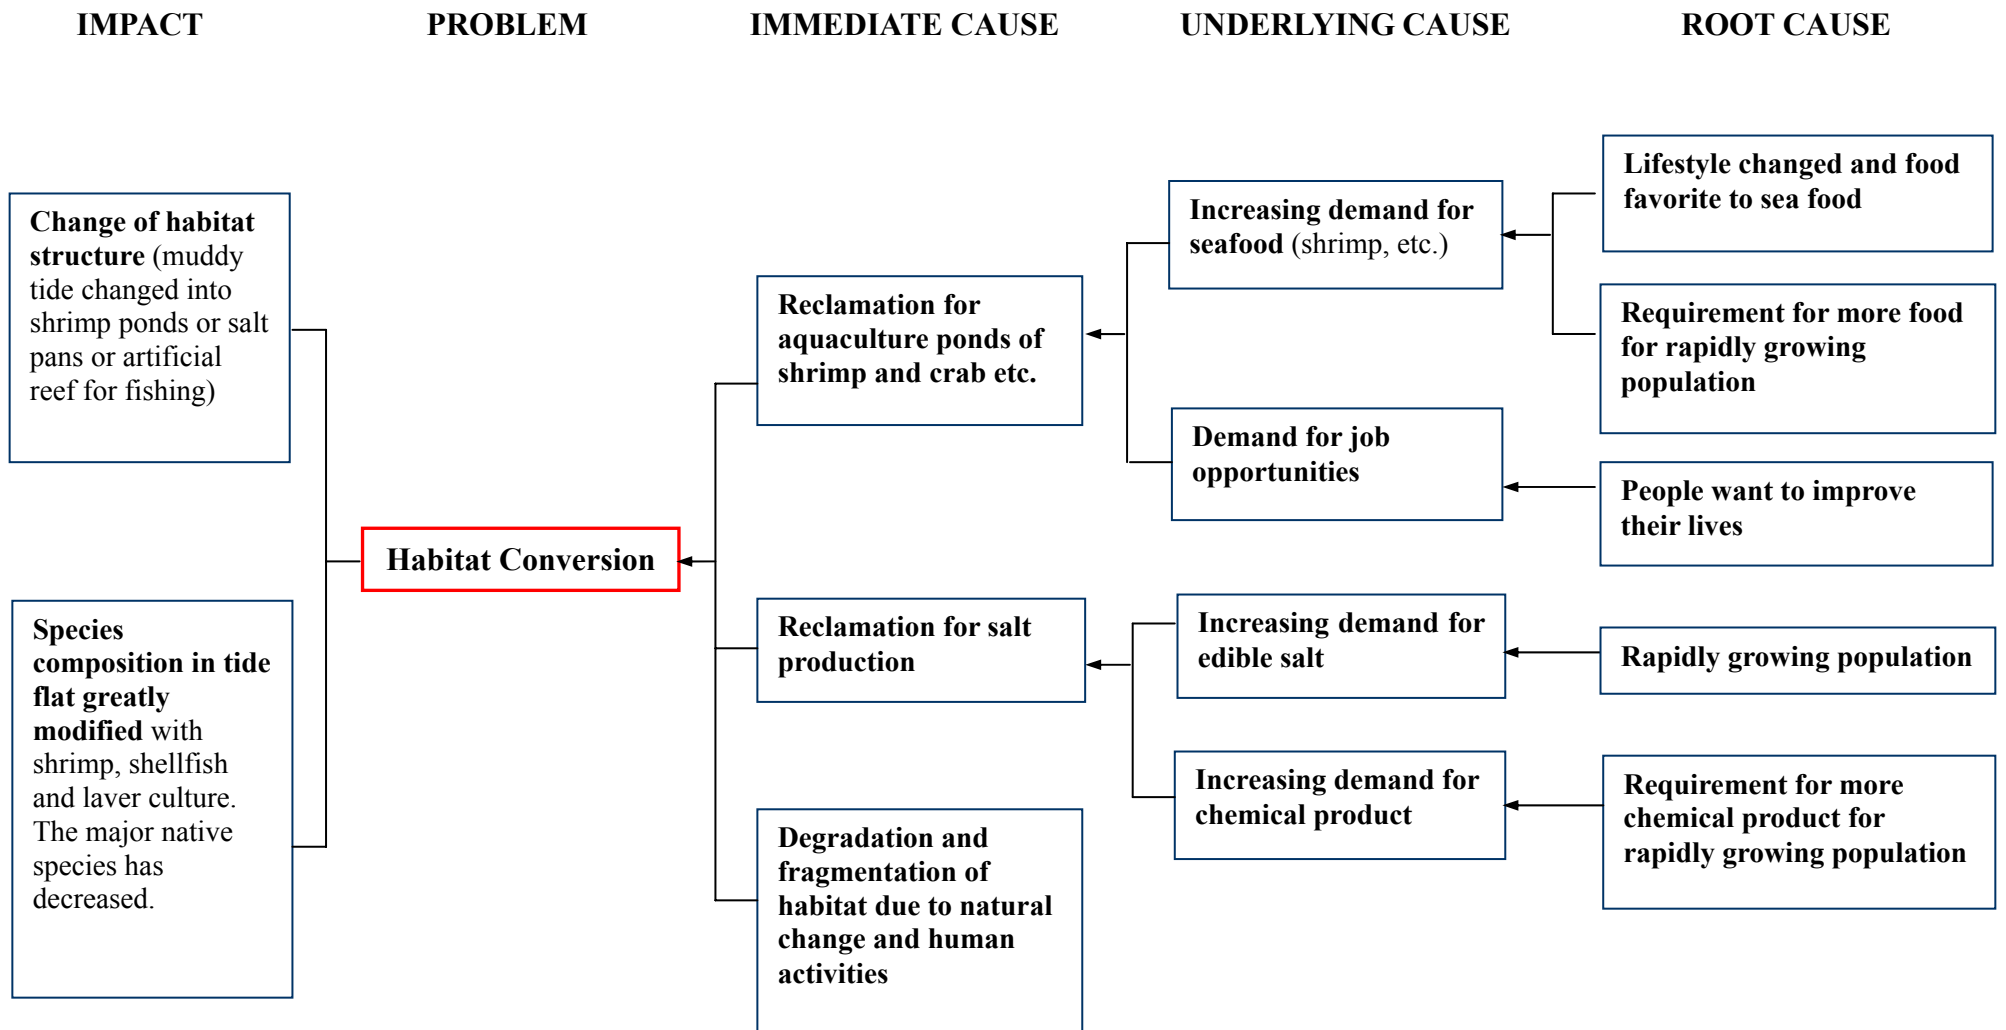 IMPACT
PROBLEM
IMMEDIATE CAUSE
UNDERLYING CAUSE
ROOT CAUSE
Change of habitat
structure (muddy
tide changed into
shrimp ponds or salt
pans or artificial
reef for fishing)
Species
composition in tide
flat greatly
modified with
shrimp, shellfish
and laver culture.
The major native
species has
decreased.
Habitat Conversion
Reclamation for
aquaculture ponds of
shrimp and crab etc.
Reclamation for salt
production
Degradation and
fragmentation of
habitat due to natural
change and human
activities
Increasing demand for
seafood (shrimp, etc.)
Demand for job
opportunities
Increasing demand for
edible salt
Increasing demand for
chemical product
Lifestyle changed and food
favorite to sea food
Requirement for more food
for rapidly growing
population
People want to improve
their lives
Rapidly growing population
Requirement for more
chemical product for
rapidly growing population